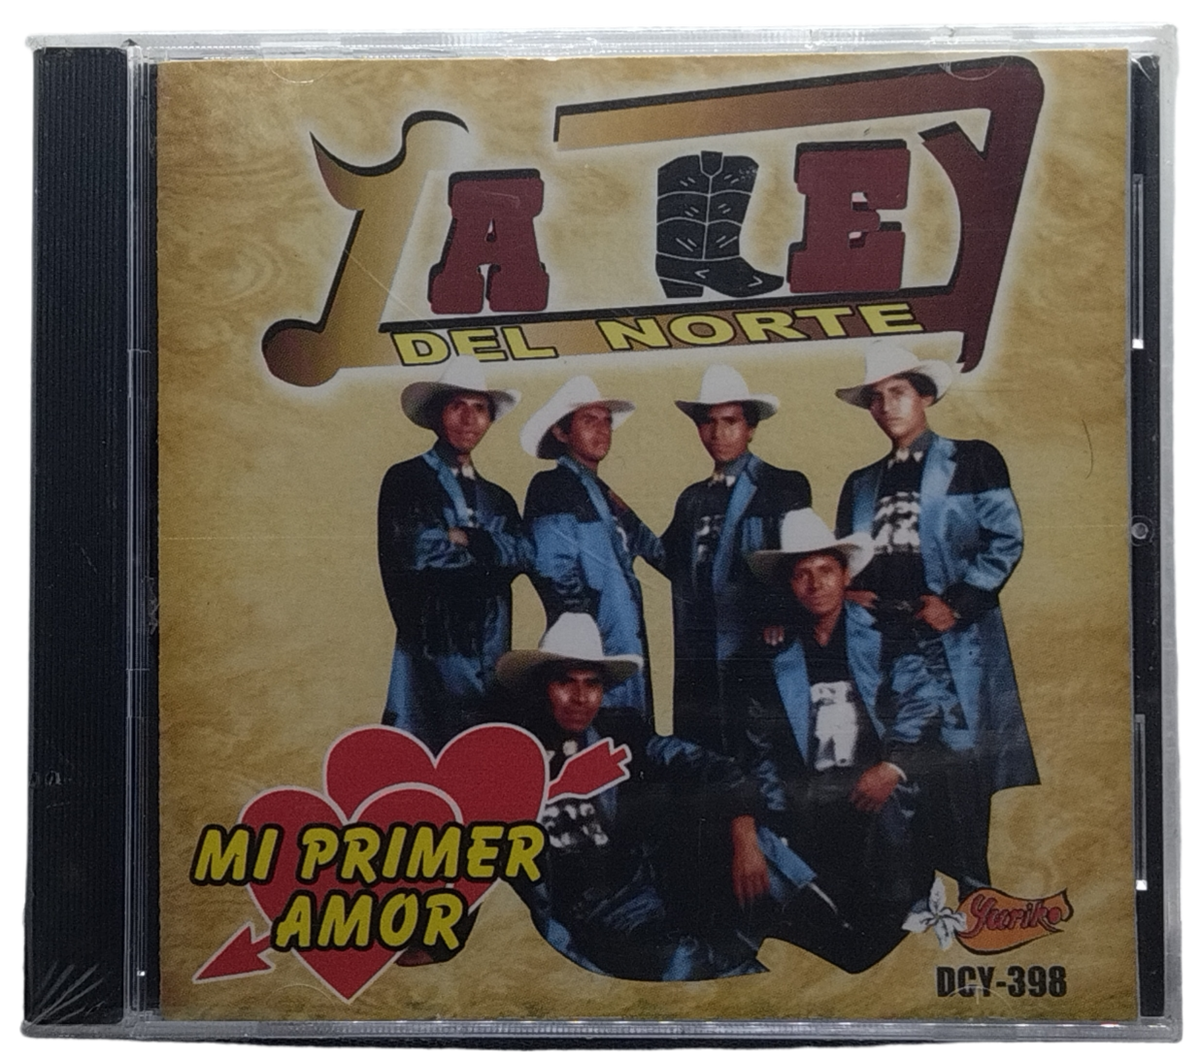 LA LEY
DEL NORTE
MI PRIMER
AMOR
Yuriko
DCY-398